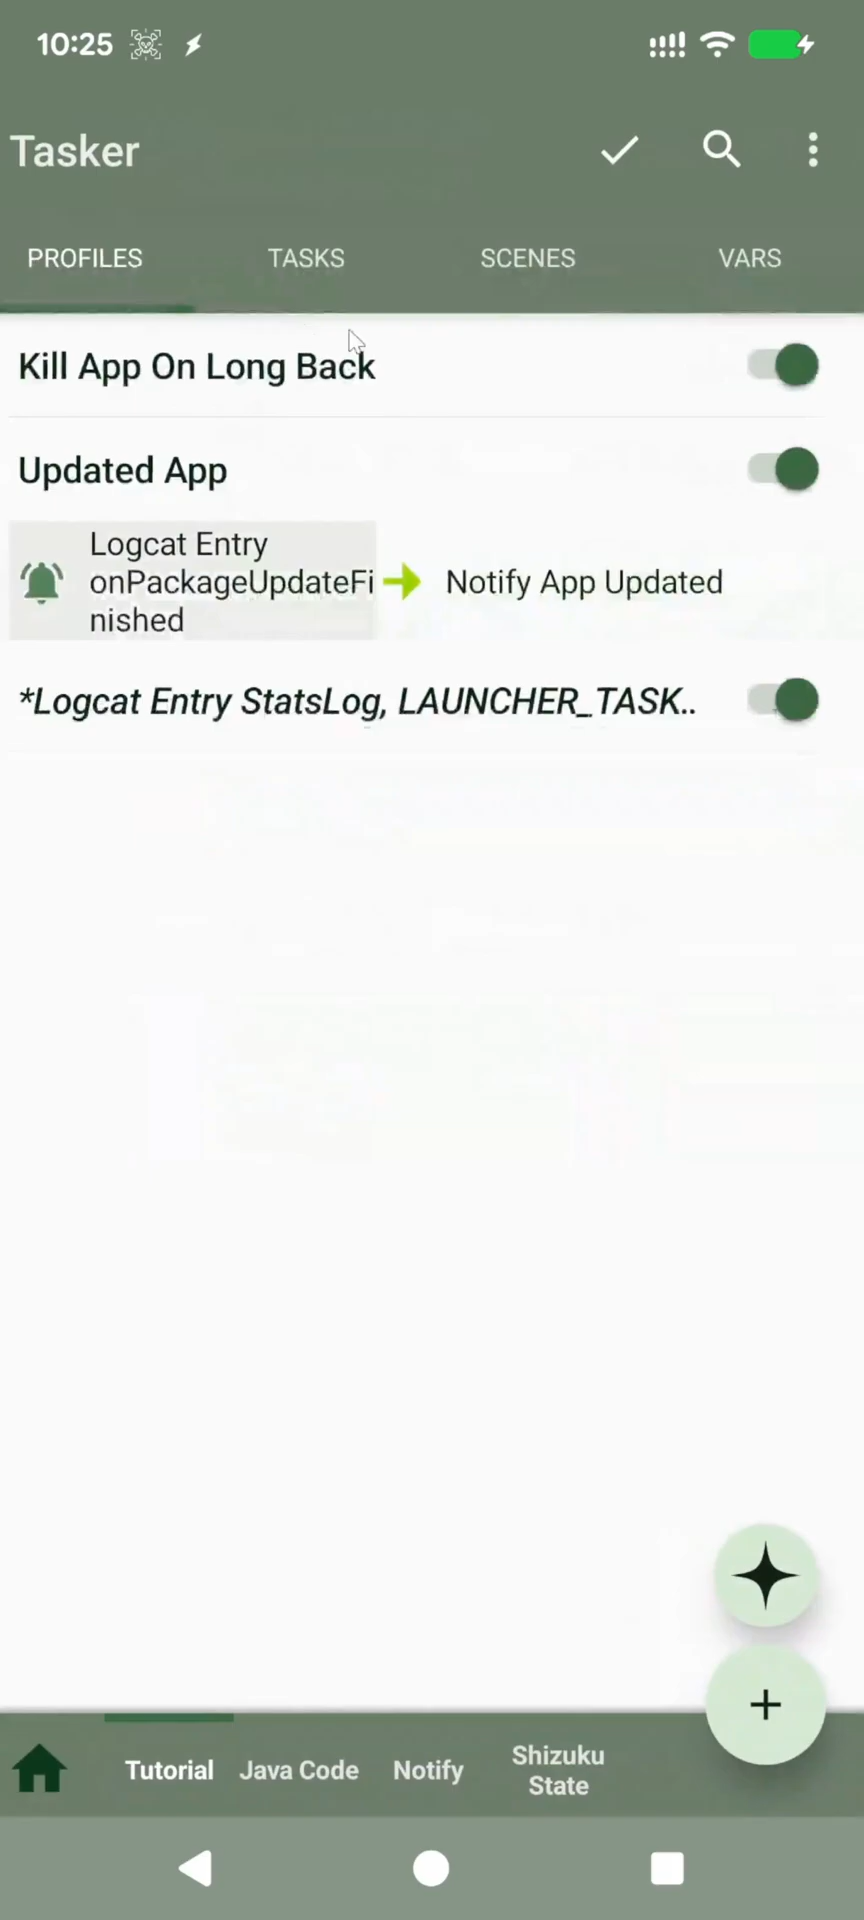 10:25
Tasker
PROFILES TASKS SCENES VARS
Kill App On Long Back
Updated App
Logcat Entry
onPackageUpdateFi
nished
Notify App Updated
*Logcat Entry StatsLog, LAUNCHER_TASK..
Tutorial
Java Code
Notify
Shizuku
State